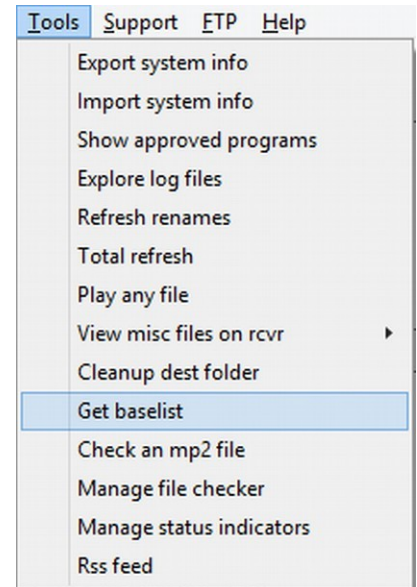 Tools Support FTP Help
Export system info
Import system info
Show approved programs
Explore log files
Refresh renames
Total refresh
Play any file
View misc files on rcvr
Cleanup dest folder
Get baselist
Check an mp2 file
Manage file checker
Manage status indicators
Rss feed